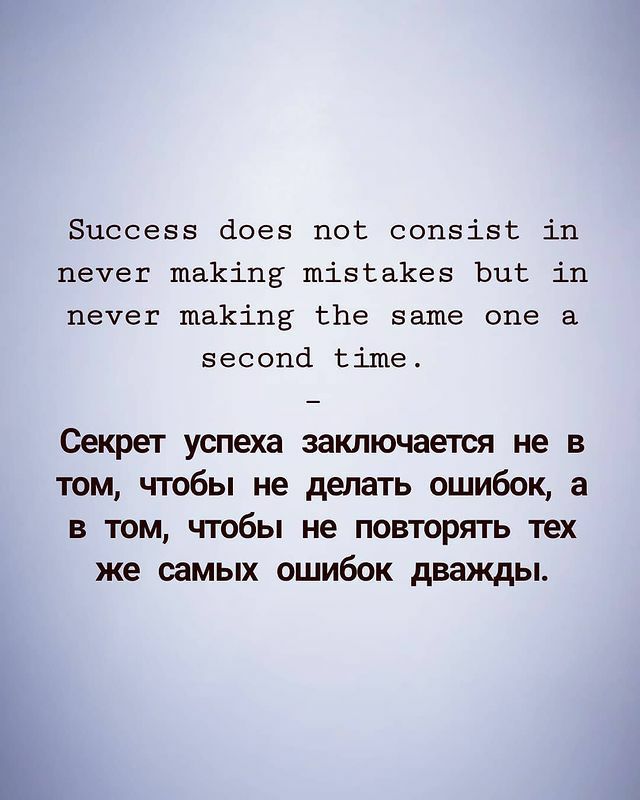 Success does not consist in
never making mistakes but in
never making the same one a
second time.
–
Секрет успеха заключается не в
том, чтобы не делать ошибок, а
в том, чтобы не повторять тех
же самых ошибок дважды.